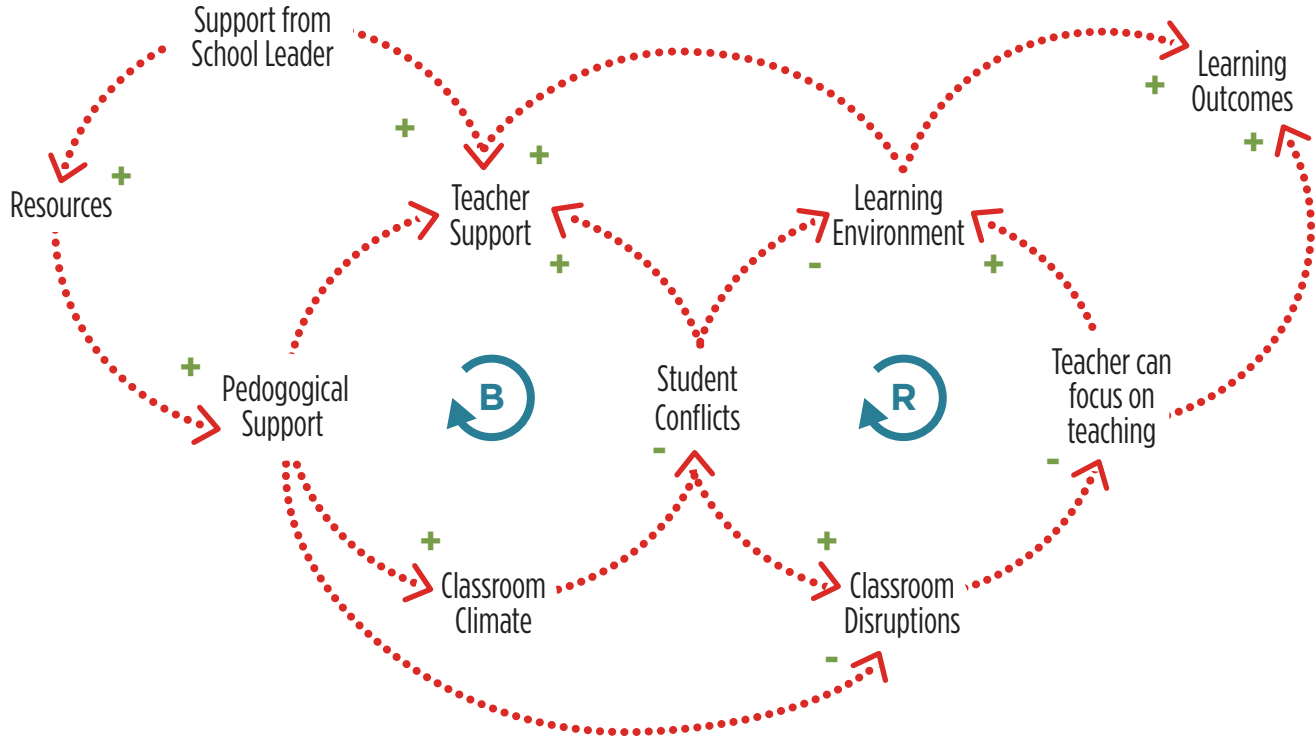 Support from
School Leader
Learning
Outcomes
+
+
+
+
+
Resources
Teacher
Support
Learning
Environment
+
-
+
+
Pedogogical
Support
B
Student
Conflicts
R
Teacher can
focus on
teaching
-
-
+
+
Classroom
Climate
Classroom
Disruptions
-